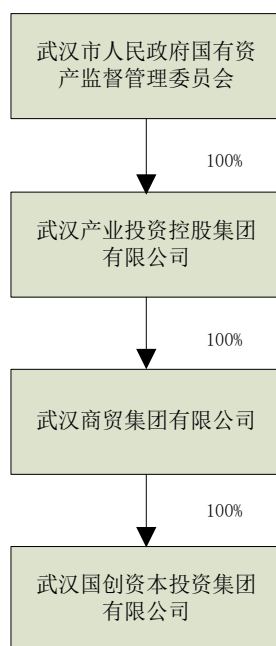 武汉市人民政府国有资
产监督管理委员会
100%
武汉产业投资控股集团
有限公司
100%
武汉商贸集团有限公司
100%
武汉国创资本投资集团
有限公司